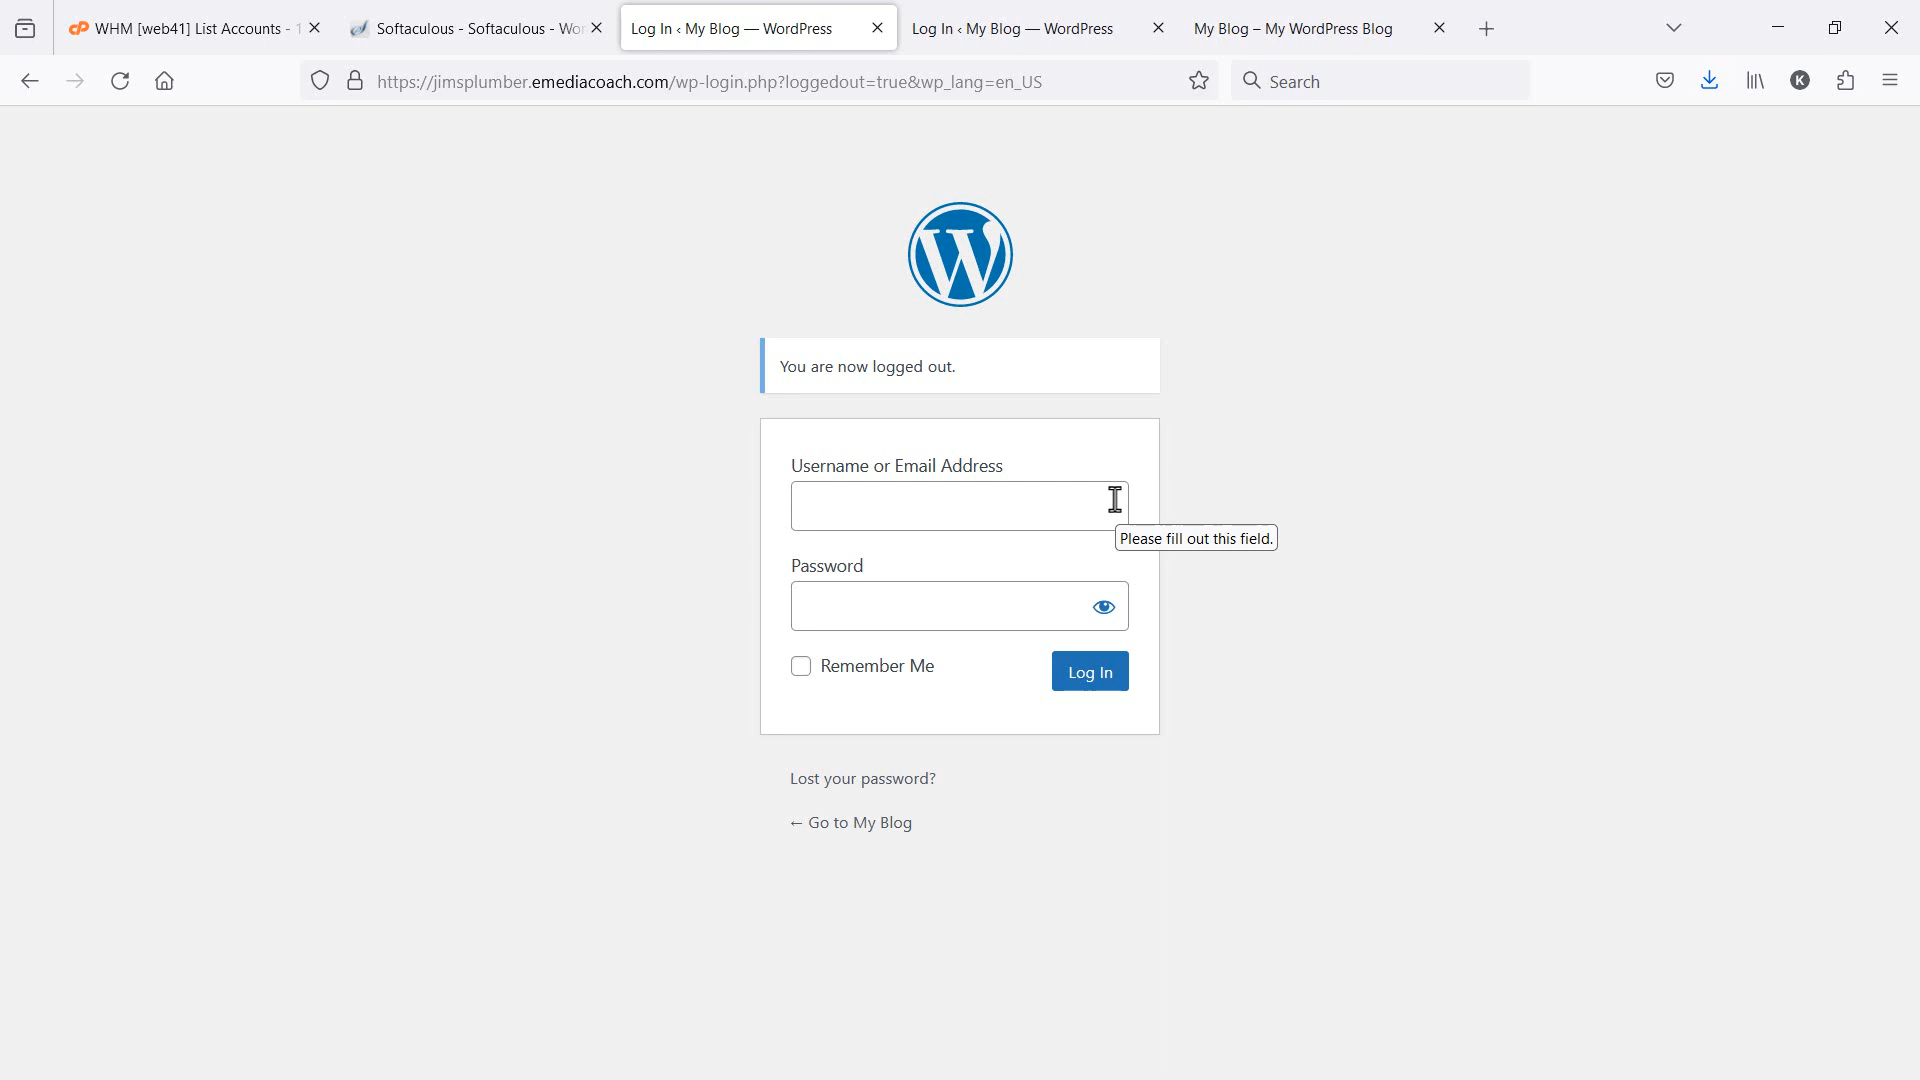 WHM [web41] List Accounts - 1
Softaculous - Softaculous - Wor
Log In ‹ My Blog — WordPress
Log In ‹ My Blog — WordPress
My Blog – My WordPress Blog
https://jimsplumber.emediacoach.com/wp-login.php?loggedout=true&wp_lang=en_US
Search
K
You are now logged out.
Username or Email Address
Please fill out this field.
Password
Remember Me
Log In
Lost your password?
← Go to My Blog